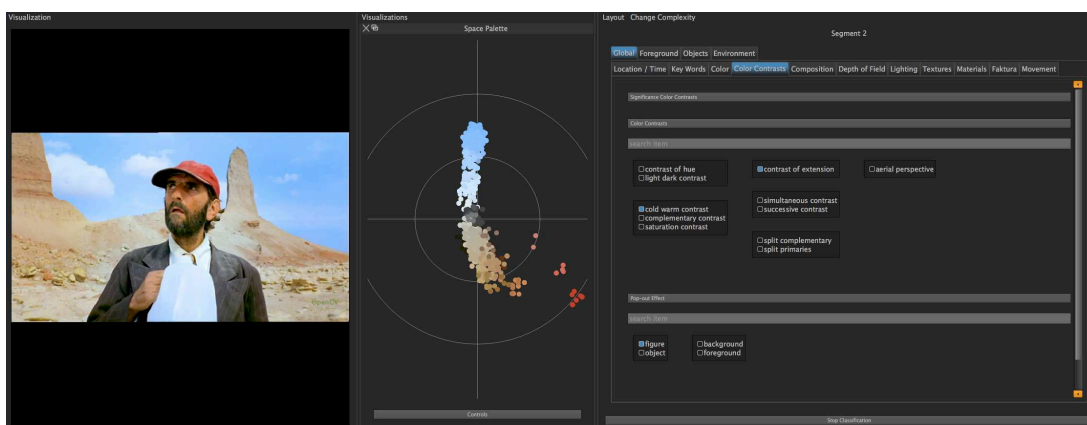 Visualization
Visualizations
Space Palette
Controls
Layout Change Complexity
Segment 2
Global Foreground Objects Environment
Location / Time Key Words Color Color Contrasts Composition Depth of Field Lighting Textures Materials Faktura Movement
Significance Color Contrasts
Color Contrasts
search item
contrast of hue
light dark contrast
contrast of extension
aerial perspective
cold warm contrast
complementary contrast
saturation contrast
simultaneous contrast
successive contrast
split complementary
split primaries
Pop-out Effect
search item
figure
object
background
foreground
Stop Classification